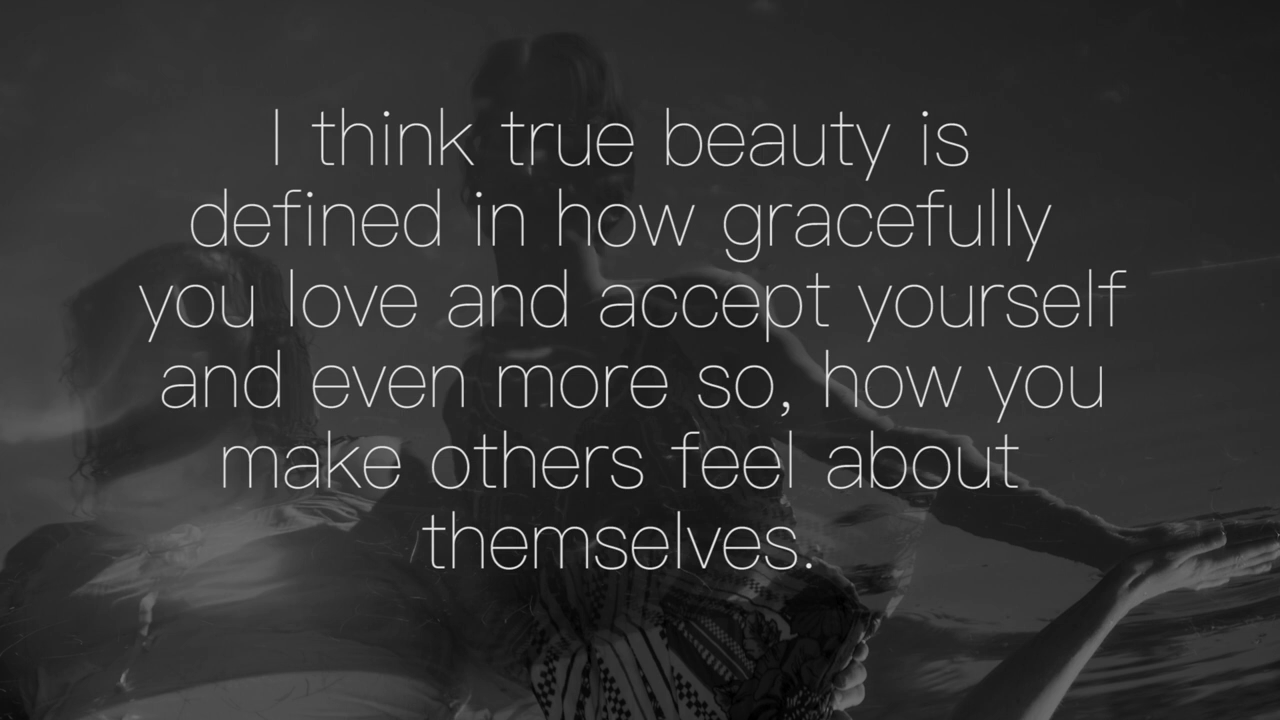 I think true beauty is
defined in how gracefully
you love and accept yourself
and even more so, how you
make others feel about
themselves.